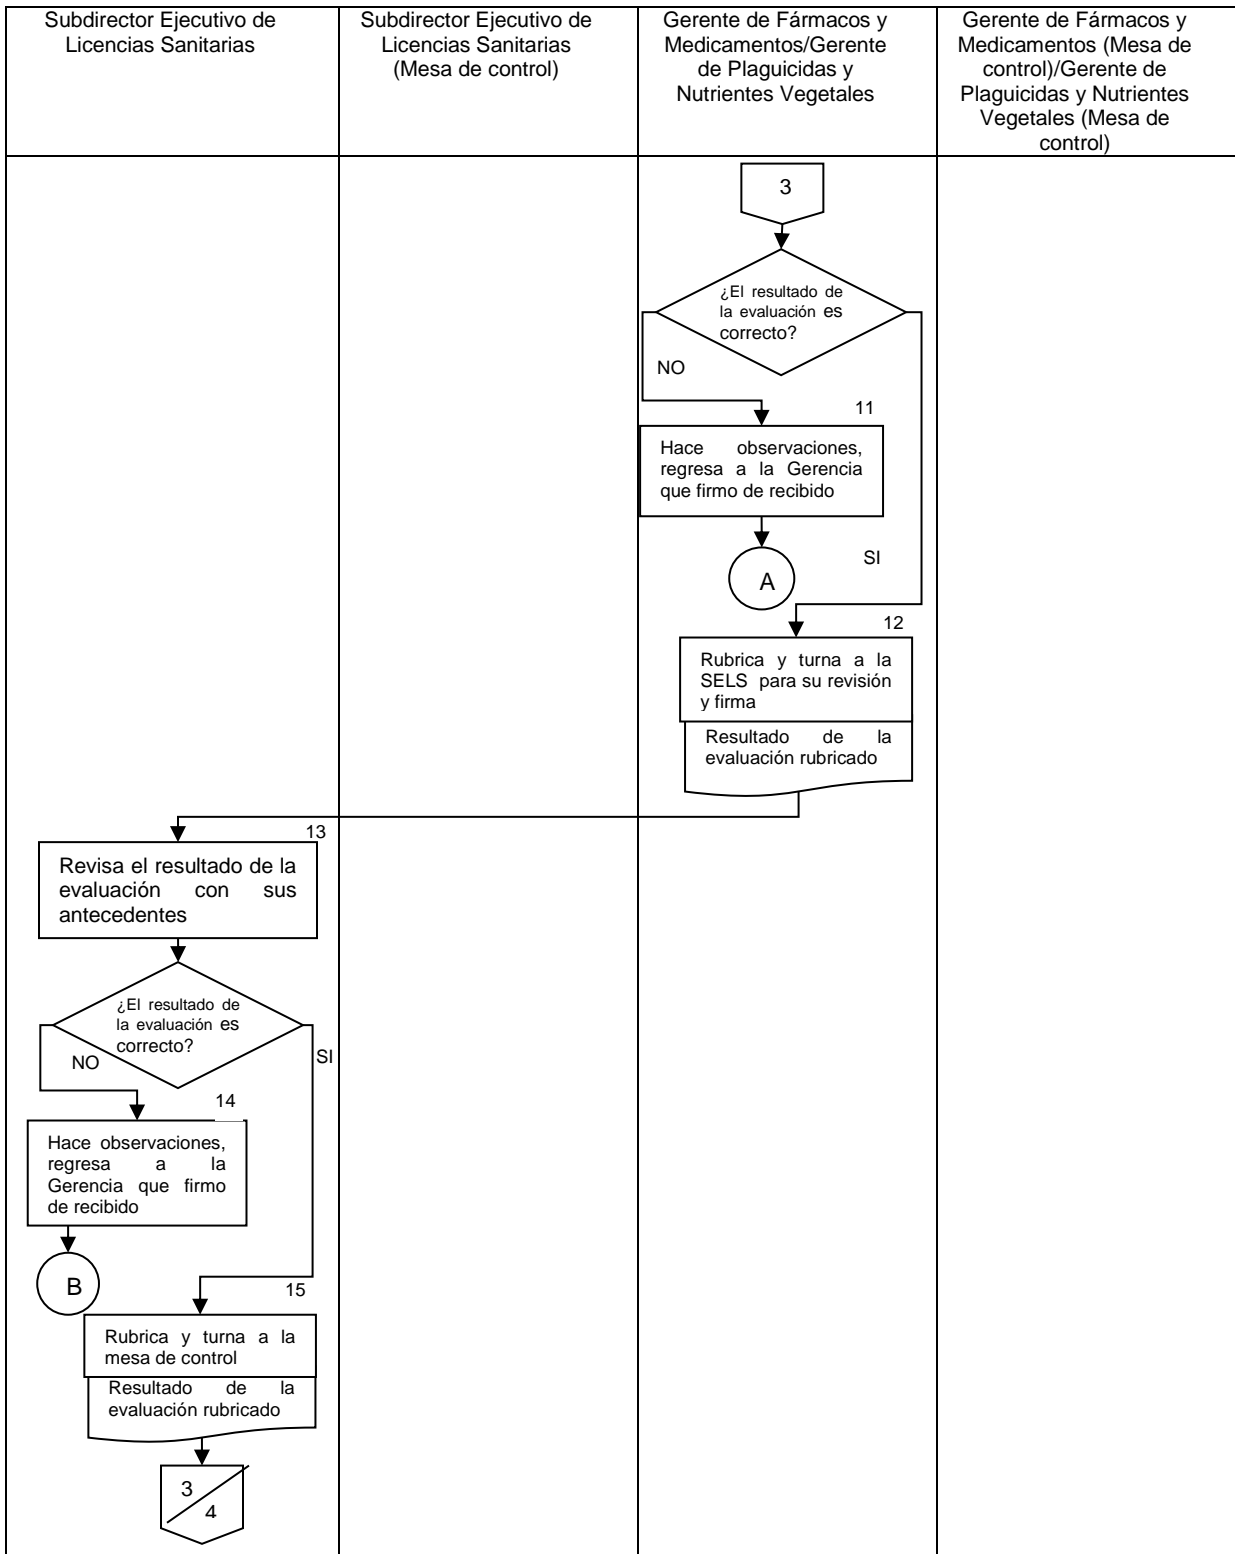 Subdirector Ejecutivo de
Licencias Sanitarias
Subdirector Ejecutivo de
Licencias Sanitarias
(Mesa de control)
Gerente de Fármacos y
Medicamentos/Gerente
de Plaguicidas y
Nutrientes Vegetales
Gerente de Fármacos y
Medicamentos (Mesa de
control)/Gerente de
Plaguicidas y Nutrientes
Vegetales (Mesa de
control)
3
¿El resultado de
la evaluación es
correcto?
NO
11
Hace observaciones,
regresa a la Gerencia
que firmo de recibido
A
SI
12
Rubrica y turna a la
SELS para su revisión
y firma
Resultado de la
evaluación rubricado
13
Revisa el resultado de la
evaluación con sus
antecedentes
¿El resultado de
la evaluación es
correcto?
NO
SI
14
Hace observaciones,
regresa a la
Gerencia que firmo
de recibido
B
15
Rubrica y turna a la
mesa de control
Resultado de la
evaluación rubricado
3
4